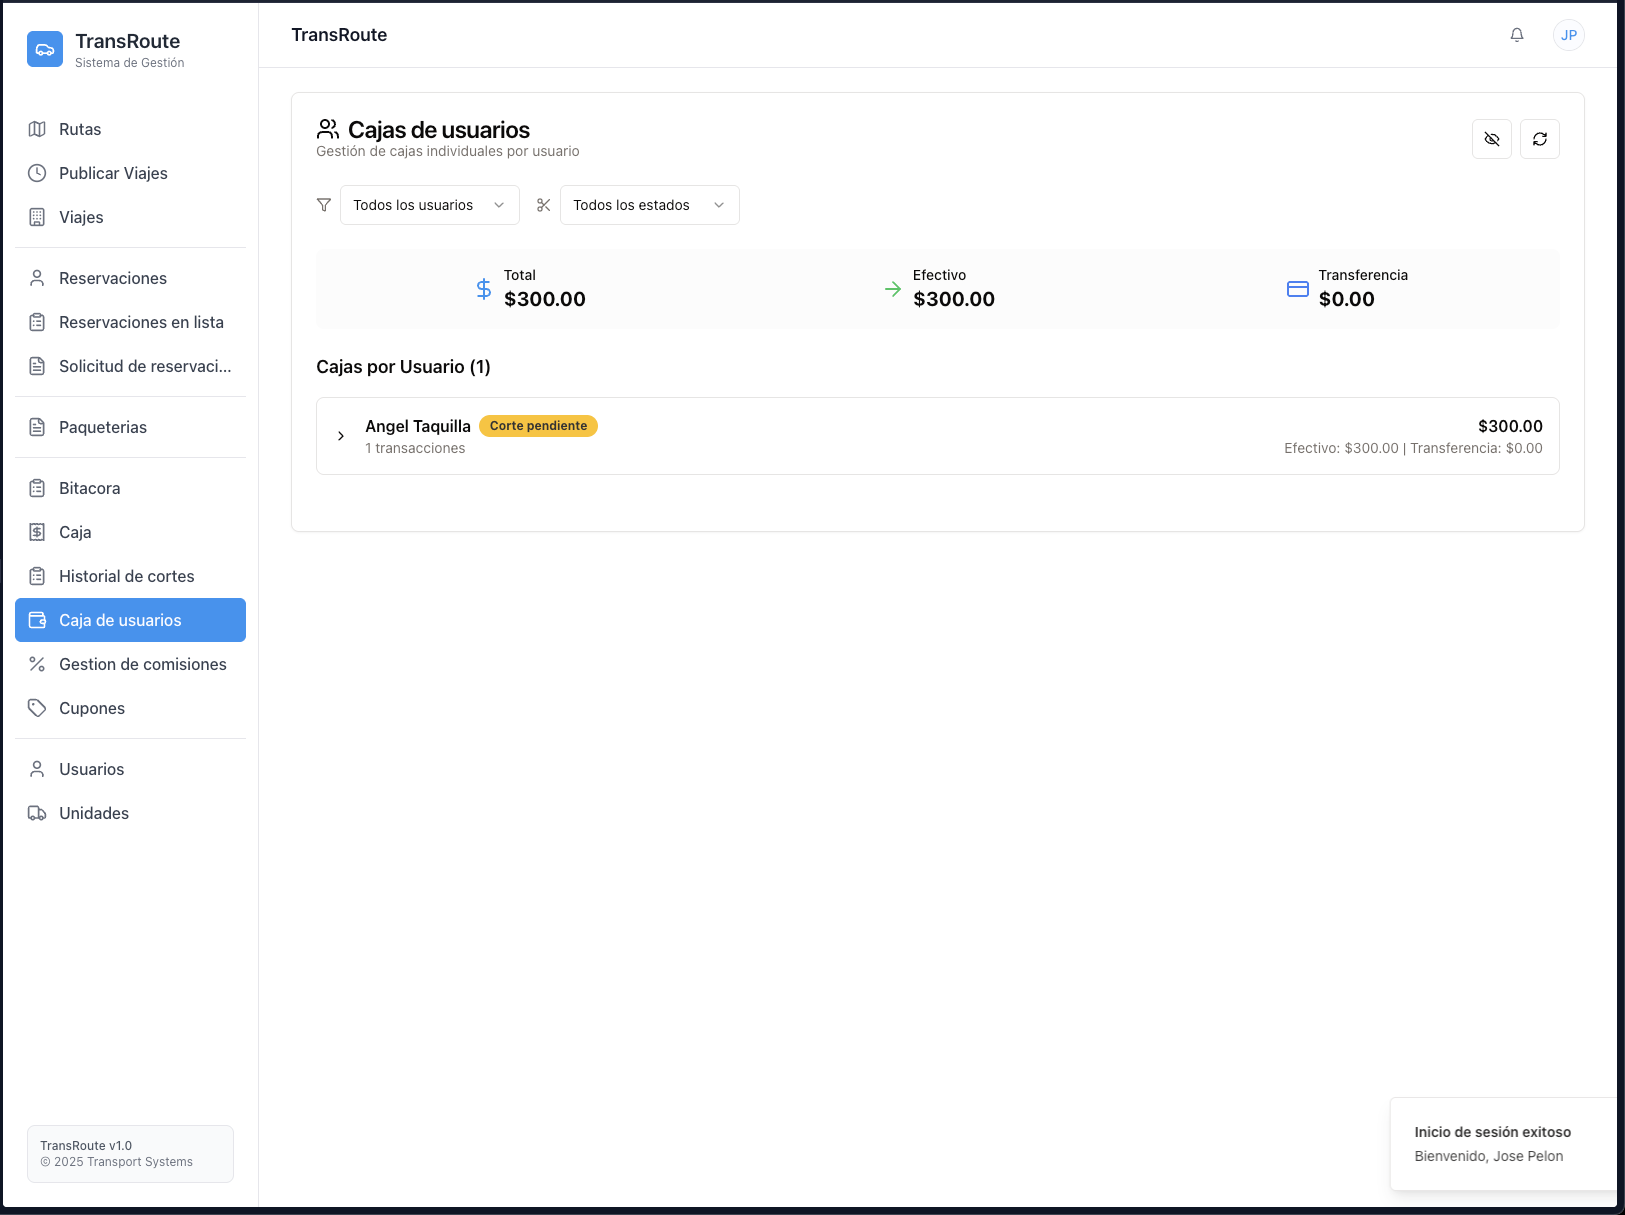 TransRoute
Sistema de Gestión
Rutas
Publicar Viajes
Viajes
Reservaciones
Reservaciones en lista
Solicitud de reservaci...
Paqueterias
Bitacora
Caja
Historial de cortes
Caja de usuarios
Gestion de comisiones
Cupones
Usuarios
Unidades
TransRoute v1.0
© 2025 Transport Systems
TransRoute
JP
Cajas de usuarios
Gestión de cajas individuales por usuario
Todos los usuarios
Todos los estados
Total
$300.00
Efectivo
$300.00
Transferencia
$0.00
Cajas por Usuario (1)
Angel Taquilla Corte pendiente
1 transacciones
$300.00
Efectivo: $300.00 | Transferencia: $0.00
Inicio de sesión exitoso
Bienvenido, Jose Pelon